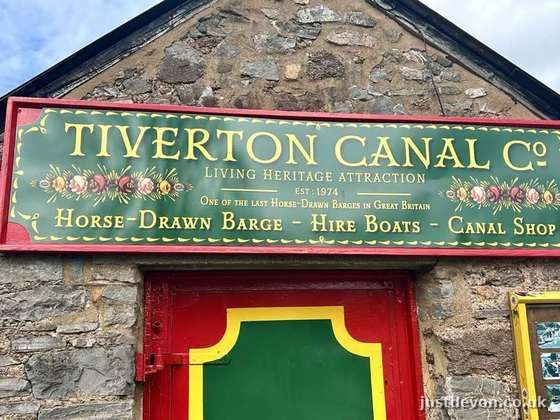 TIVERTON CANAL Co
LIVING HERITAGE ATTRACTION
EST: 1974
ONE OF THE LAST HORSE-DRAWN BARGES IN GREAT BRITAIN
HORSE-DRAWN BARGE - HIRE BOATS - CANAL SHOP
justdevon.co.uk